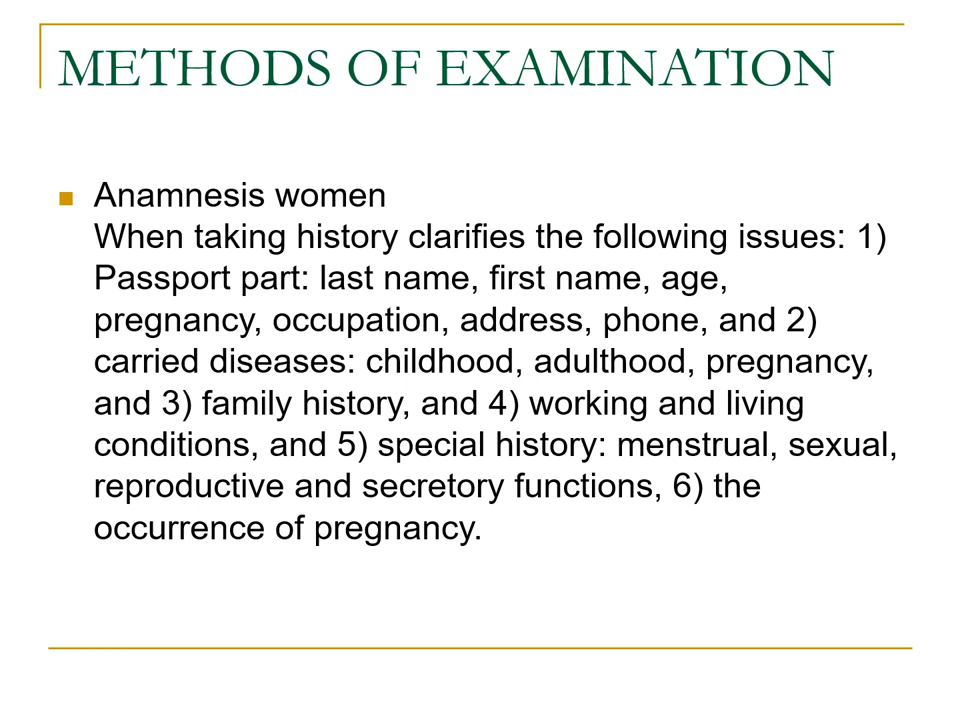 METHODS OF EXAMINATION
Anamnesis women
When taking history clarifies the following issues: 1)
Passport part: last name, first name, age,
pregnancy, occupation, address, phone, and 2)
carried diseases: childhood, adulthood, pregnancy,
and 3) family history, and 4) working and living
conditions, and 5) special history: menstrual, sexual,
reproductive and secretory functions, 6) the
occurrence of pregnancy.